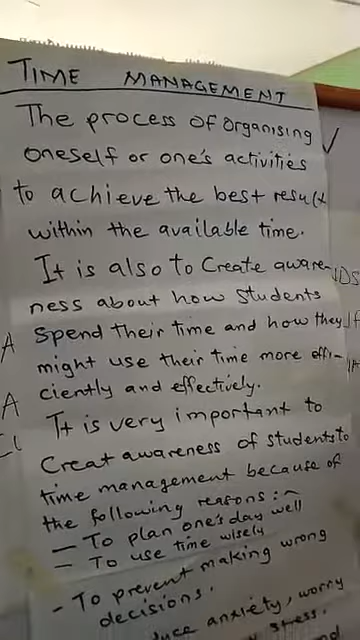 TIME MANAGEMENT
The process of organising
oneself or one's activities
to achieve the best result
within the available time.
It is also to Create aware-
ness about how Students
Spend their time and how they
might use their time more effi-
ciently and effectively.
It is very important to
Creat awareness of students to
time management because of
the following reasons:~
— To plan one's day well
— To use time wisely
- To prevent making wrong
decisions.
anxiety, worry
stress.